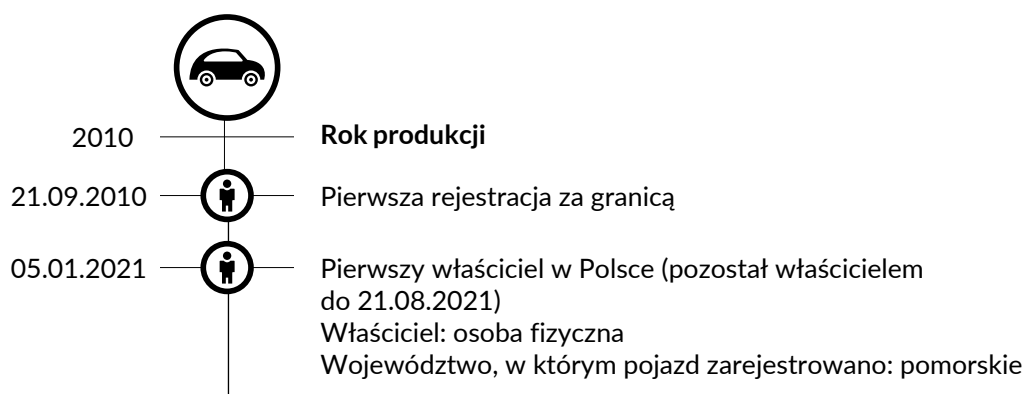 2010 Rok produkcji
21.09.2010 Pierwsza rejestracja za granicą
05.01.2021 Pierwszy właściciel w Polsce (pozostał właścicielem
do 21.08.2021)
Właściciel: osoba fizyczna
Województwo, w którym pojazd zarejestrowano: pomorskie